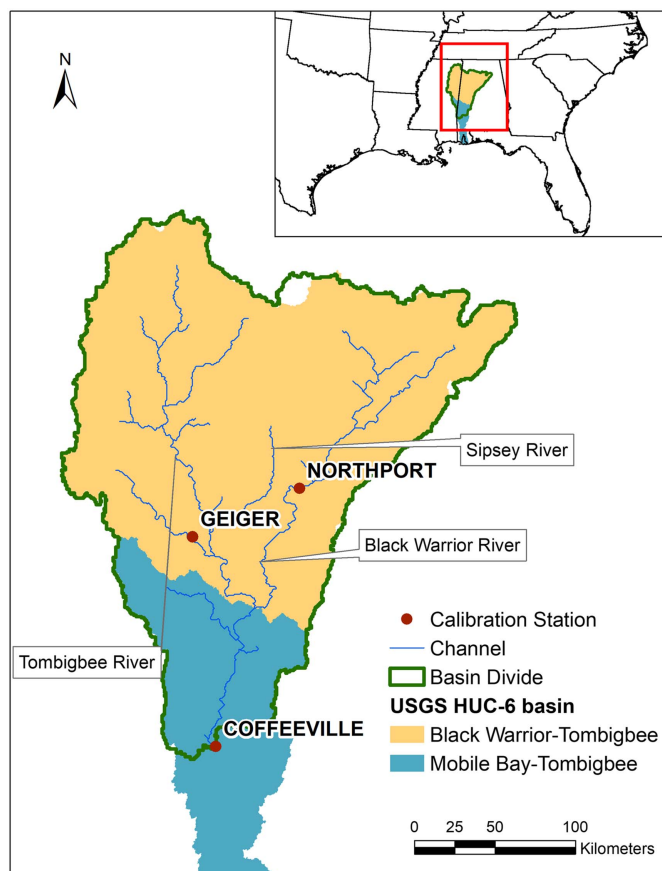 N
Sipsey River
NORTHPORT
GEIGER
Black Warrior River
Tombigbee River
COFFEEVILLE
Calibration Station
Channel
Basin Divide
USGS HUC-6 basin
Black Warrior-Tombigbee
Mobile Bay-Tombigbee
0 25 50 100
Kilometers